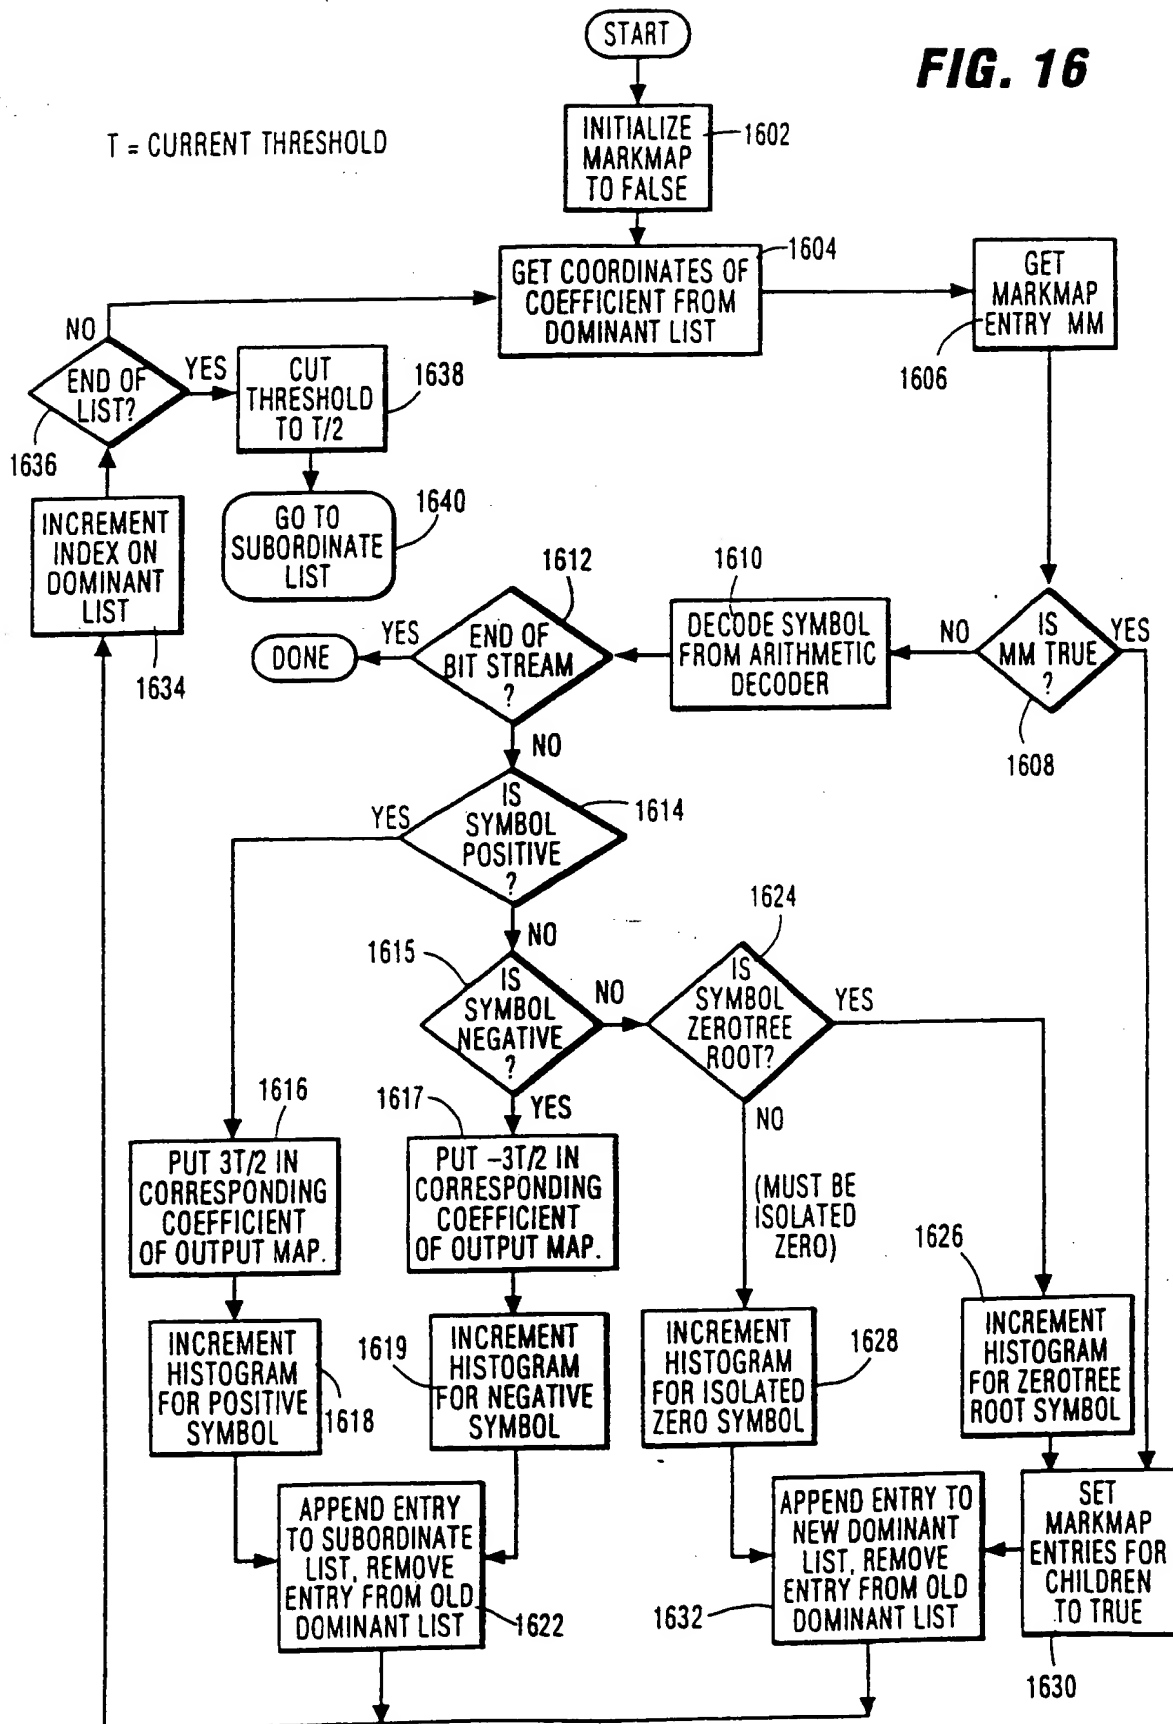 START
FIG. 16
T = CURRENT THRESHOLD
INITIALIZE
MARKMAP
TO FALSE
1602
GET COORDINATES OF
COEFFICIENT FROM
DOMINANT LIST
1604
GET
MARKMAP
ENTRY MM
1606
NO
END OF
LIST?
1636
YES
CUT
THRESHOLD
TO T/2
1638
GO TO
SUBORDINATE
LIST
1640
INCREMENT
INDEX ON
DOMINANT
LIST
1634
DONE
YES
END OF
BIT STREAM
?
1612
NO
DECODE SYMBOL
FROM ARITHMETIC
DECODER
1610
NO
IS
MM TRUE
?
YES
1608
YES
IS
SYMBOL
POSITIVE
?
1614
NO
1615
IS
SYMBOL
NEGATIVE
?
NO
YES
1624
IS
SYMBOL
ZEROTREE
ROOT?
YES
NO
(MUST BE
ISOLATED
ZERO)
1616
PUT 3T/2 IN
CORRESPONDING
COEFFICIENT
OF OUTPUT MAP.
1617
PUT –3T/2 IN
CORRESPONDING
COEFFICIENT
OF OUTPUT MAP.
INCREMENT
HISTOGRAM
FOR POSITIVE
SYMBOL
1618
1619
INCREMENT
HISTOGRAM
FOR NEGATIVE
SYMBOL
INCREMENT
HISTOGRAM
FOR ISOLATED
ZERO SYMBOL
1628
1626
INCREMENT
HISTOGRAM
FOR ZEROTREE
ROOT SYMBOL
APPEND ENTRY
TO SUBORDINATE
LIST, REMOVE
ENTRY FROM OLD
DOMINANT LIST
1622
APPEND ENTRY TO
NEW DOMINANT
LIST, REMOVE
ENTRY FROM OLD
DOMINANT LIST
1632
SET
MARKMAP
ENTRIES FOR
CHILDREN
TO TRUE
1630